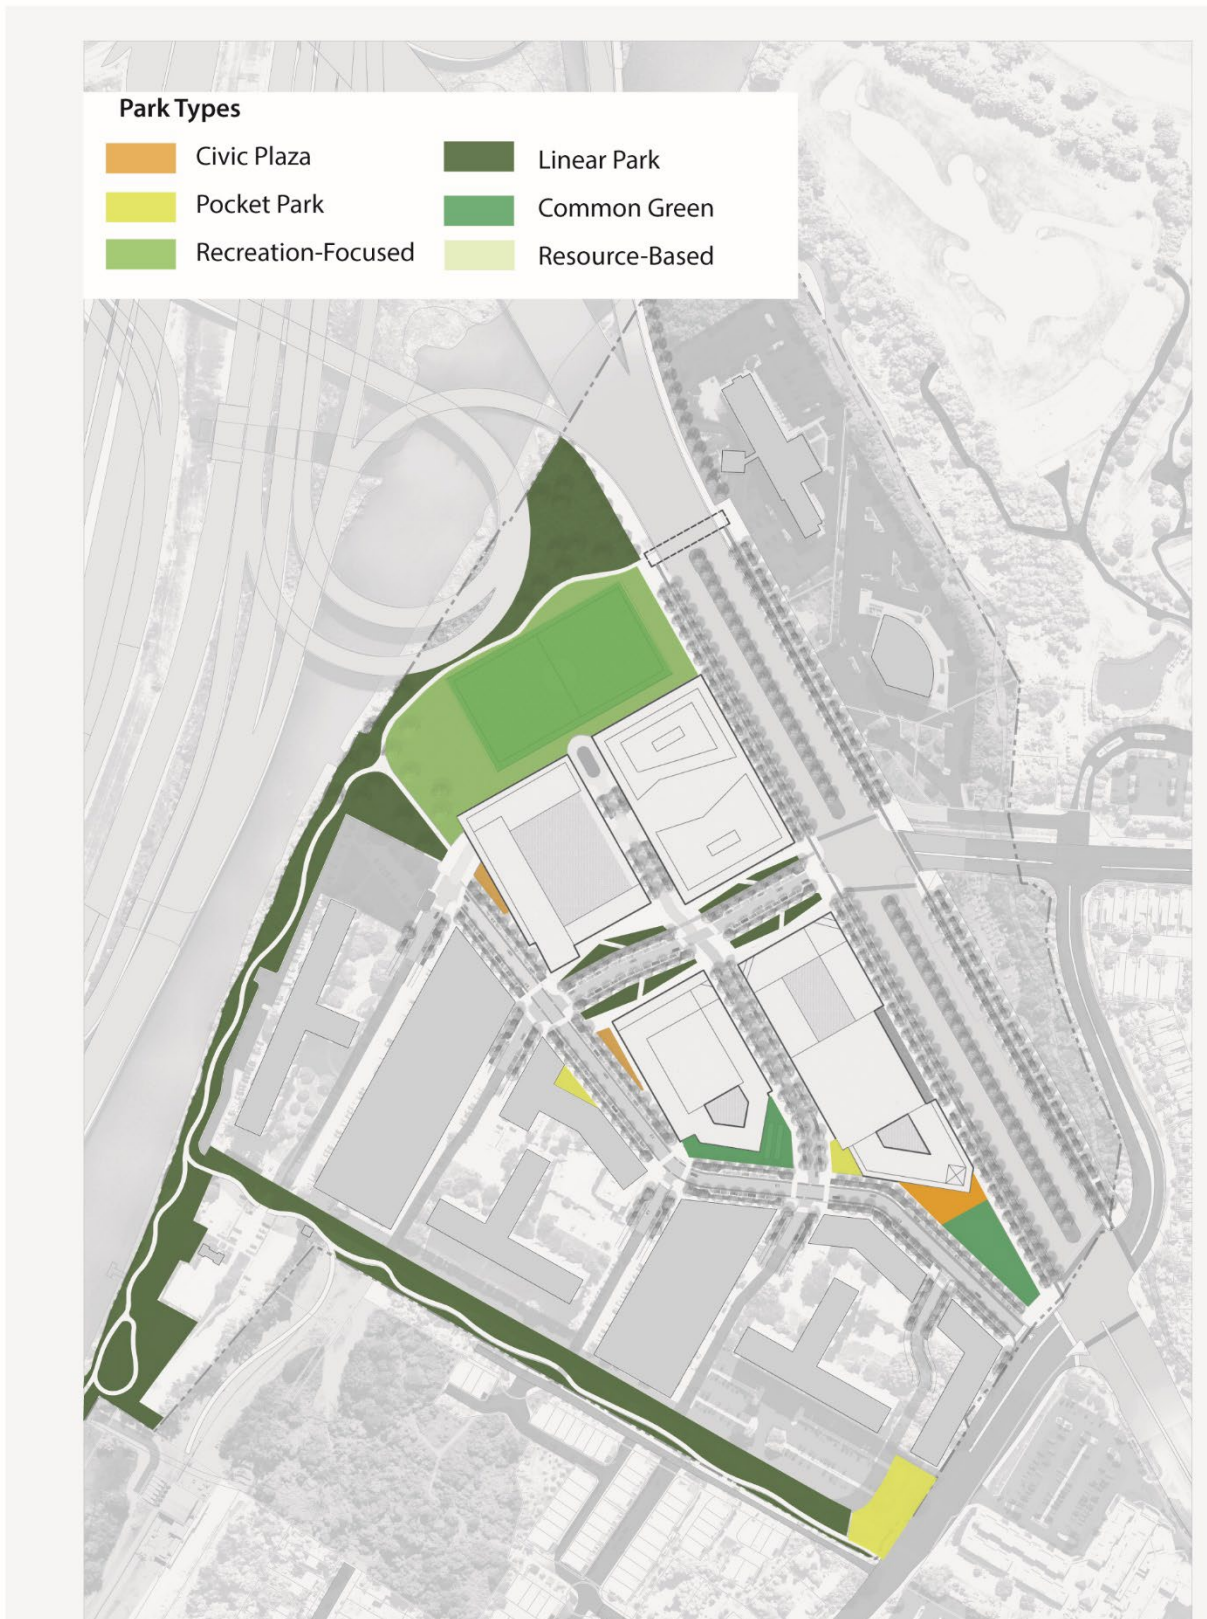 Park Types
Civic Plaza
Pocket Park
Recreation-Focused
Linear Park
Common Green
Resource-Based